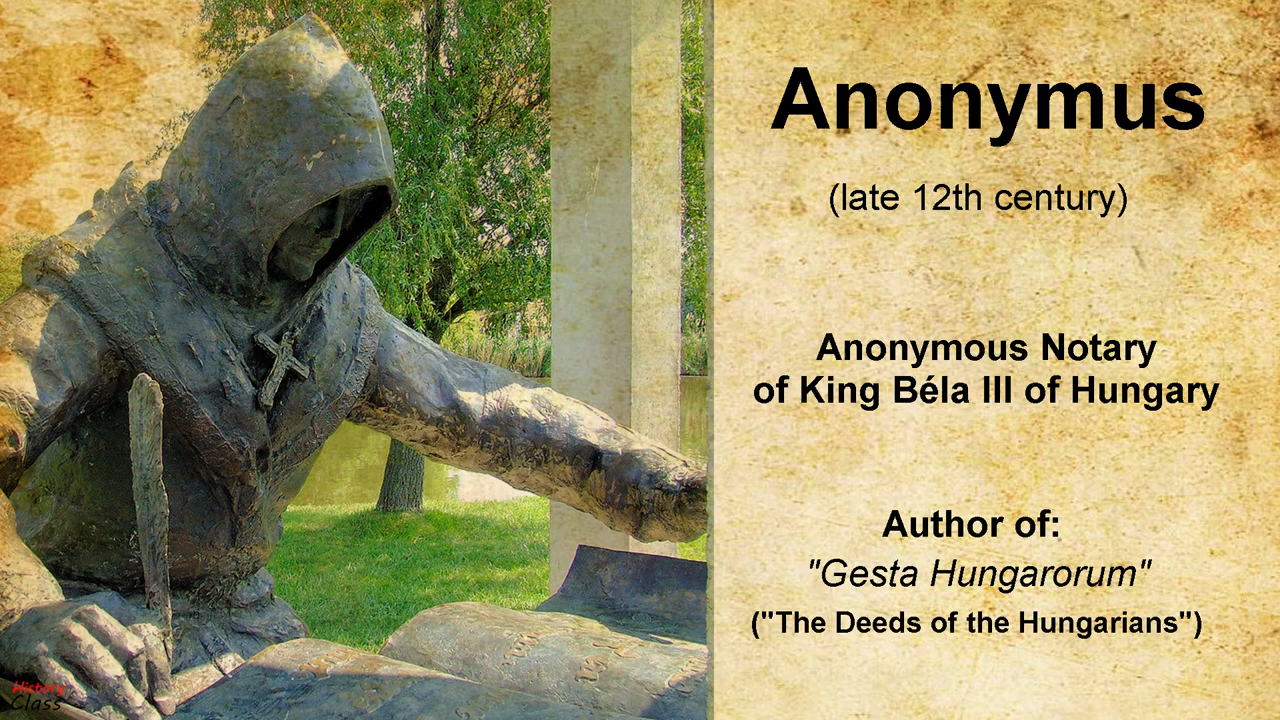 Anonymus
(late 12th century)
Anonymous Notary
of King Béla III of Hungary
Author of:
"Gesta Hungarorum"
("The Deeds of the Hungarians")
History
Class